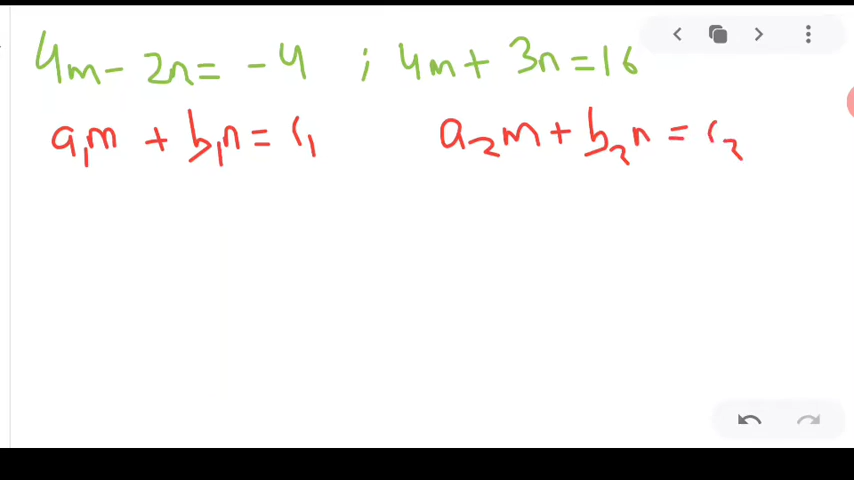 4m - 2n = -4 ; 4m + 3n = 16
a₁m + b₁n = c₁ a₂m + b₂n = c₂